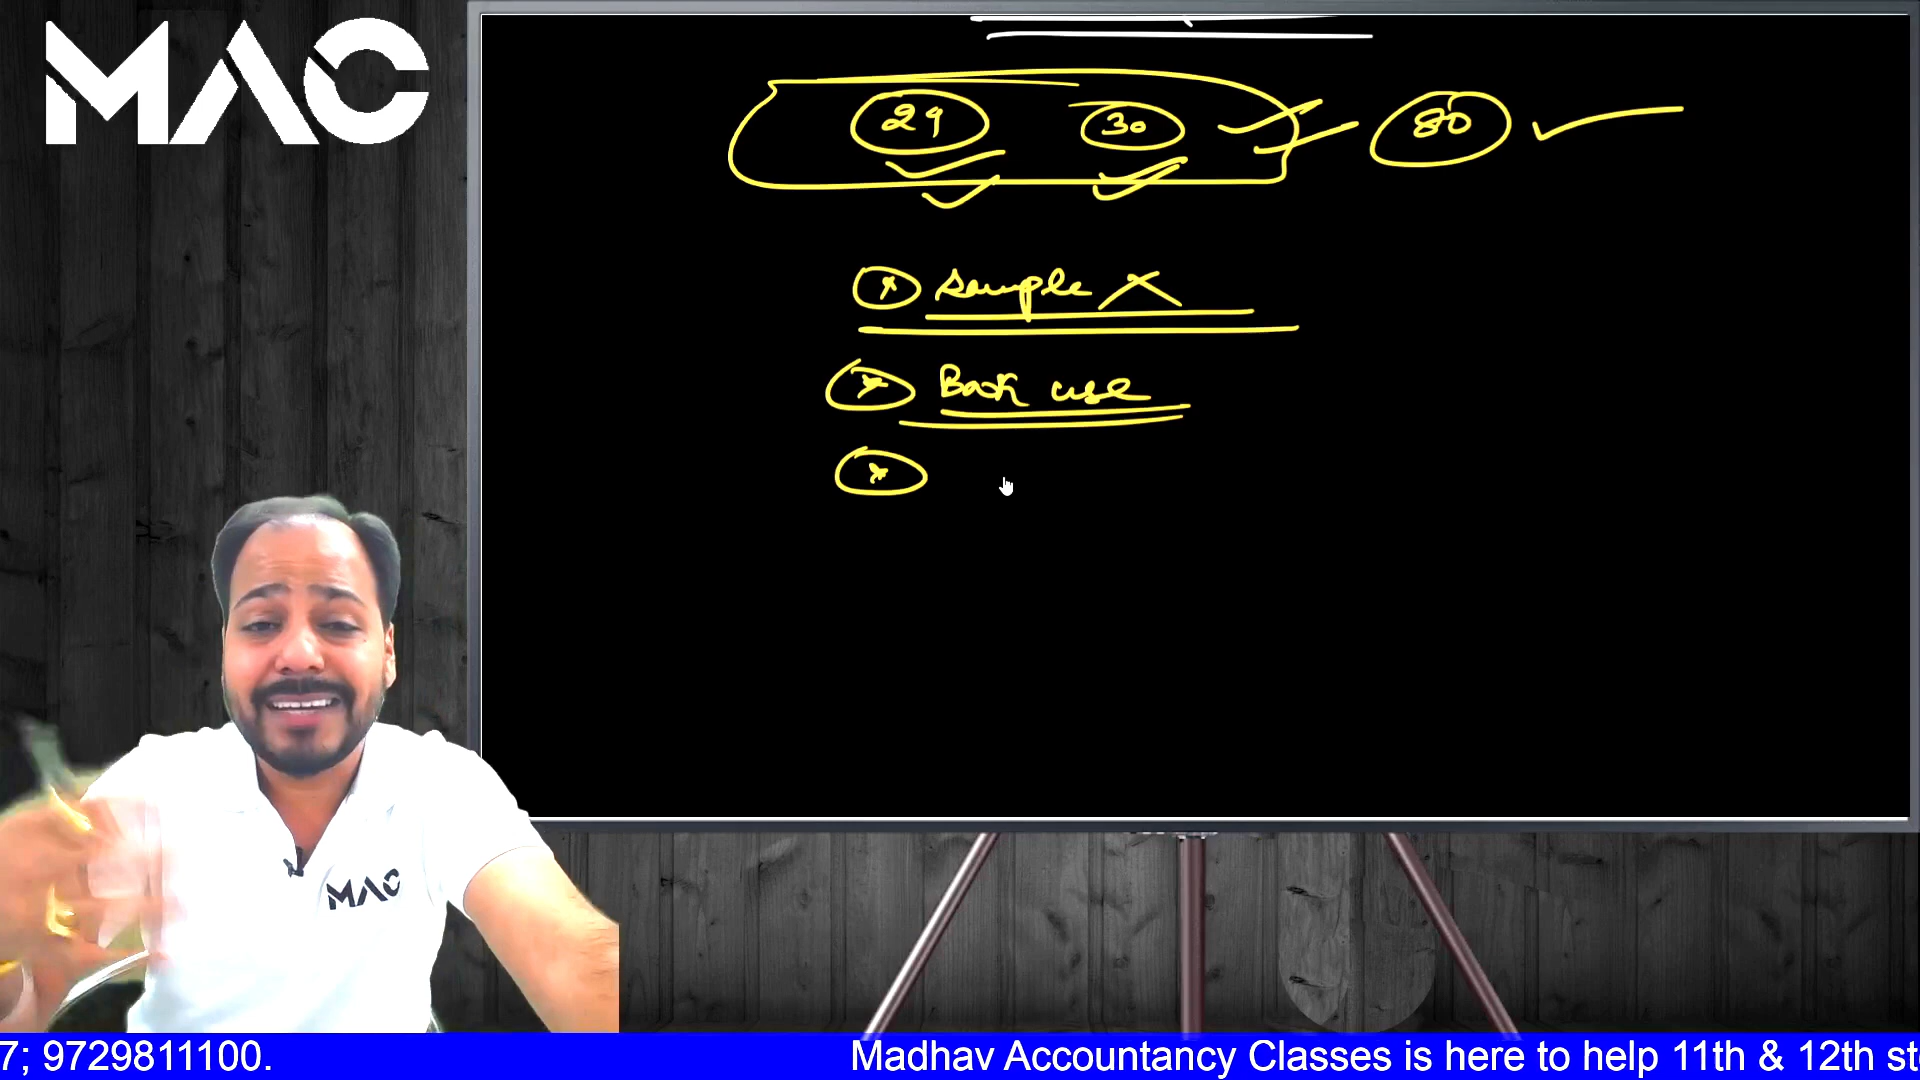 MAC
29 30 80
Sample
Back use
MAC
7; 9729811100. Madhav Accountancy Classes is here to help 11th & 12th st